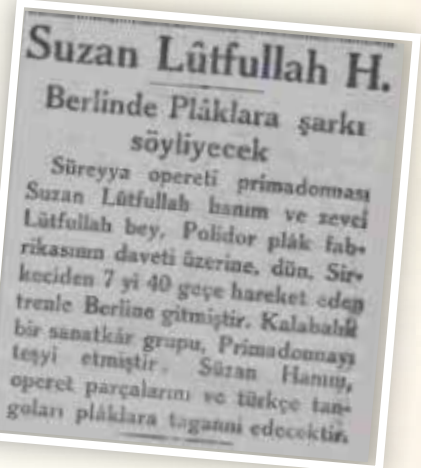 Suzan Lûtfullah H.
Berlinde Plâklara şarkı
söyliyecek
Süreyya opereti primadonnası
Suzan Lûtfullah hanım ve zevci
Lûtfullah bey, Polidor plâk fab-
rikasının daveti üzerine, dün, Sir-
keciden 7 yi 40 geçe hareket eden
trenle Berline gitmiştir. Kalabalık
bir sanatkâr grupu, Primadonnayı
teşyi etmiştir. Süzan Hanım,
operet parçalarını ve türkçe tan-
goları plâklara taganni edecektir.